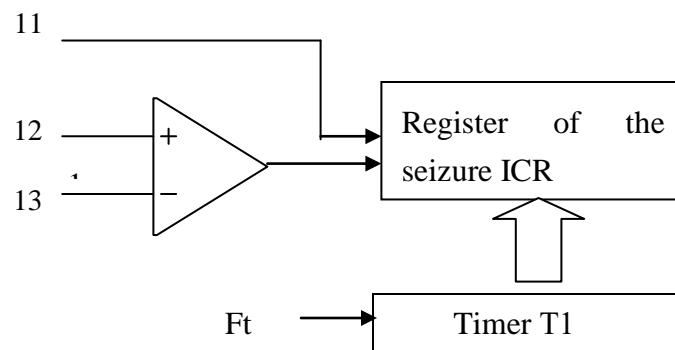 11
12
13
+
−
Register of the
seizure ICR
Ft
Timer T1